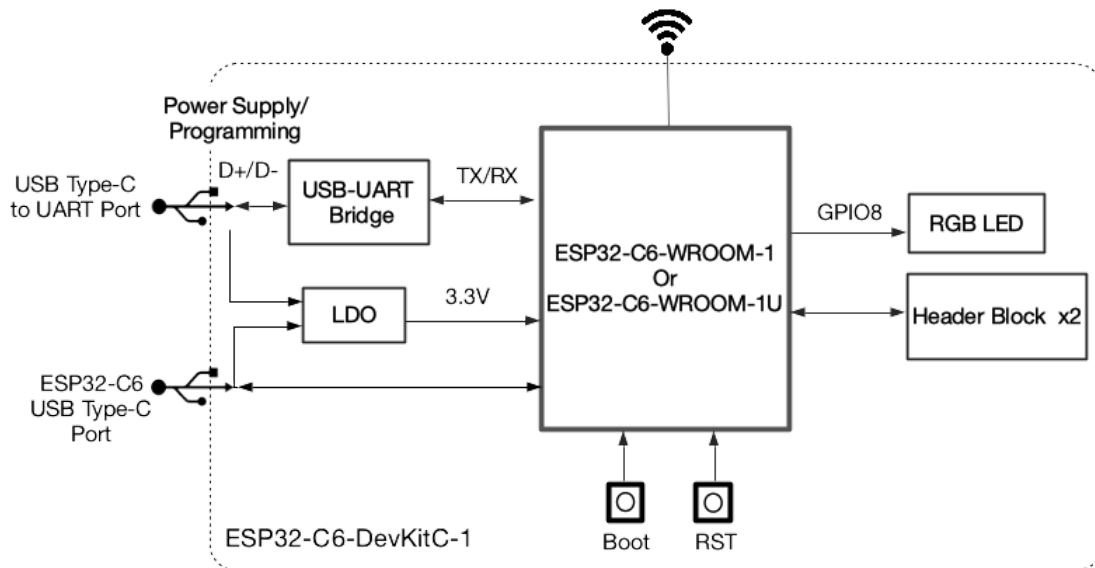 Power Supply/
Programming
USB Type-C
to UART Port
D+/D-
USB-UART
Bridge
TX/RX
ESP32-C6-WROOM-1
Or
ESP32-C6-WROOM-1U
GPIO8
RGB LED
LDO
3.3V
Header Block x2
ESP32-C6
USB Type-C
Port
ESP32-C6-DevKitC-1
Boot
RST